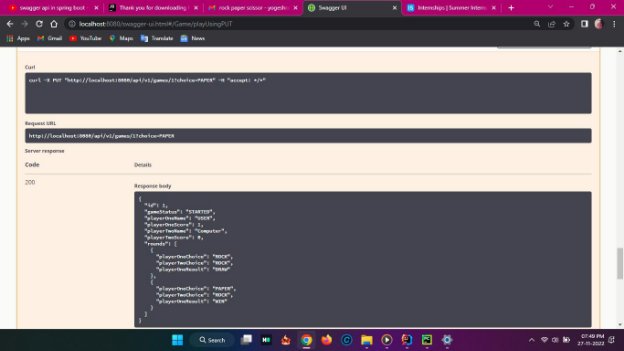 swagger api in spring boot
Thank you for downloading
rock paper scissor - yogeshv
Swagger UI
Internships | Summer Intern
localhost:8080/swagger-ui.html#/Game/playUsingPUT
Apps
Gmail
YouTube
Maps
Translate
News
Curl
curl -X PUT "http://localhost:8080/api/v1/games/1?choice=PAPER" -H "accept: */*"
Request URL
http://localhost:8080/api/v1/games/1?choice=PAPER
Server response
Code Details
200
Response body
{
"id": 1,
"gameStatus": "STARTED",
"playerOneName": "USER",
"playerOneScore": 1,
"playerTwoName": "Computer",
"playerTwoScore": 0,
"rounds": [
{
"playerOneChoice": "ROCK",
"playerTwoChoice": "ROCK",
"playerOneResult": "DRAW"
},
{
"playerOneChoice": "PAPER",
"playerTwoChoice": "ROCK",
"playerOneResult": "WIN"
}
]
}
Search
07:49 PM
27-11-2022